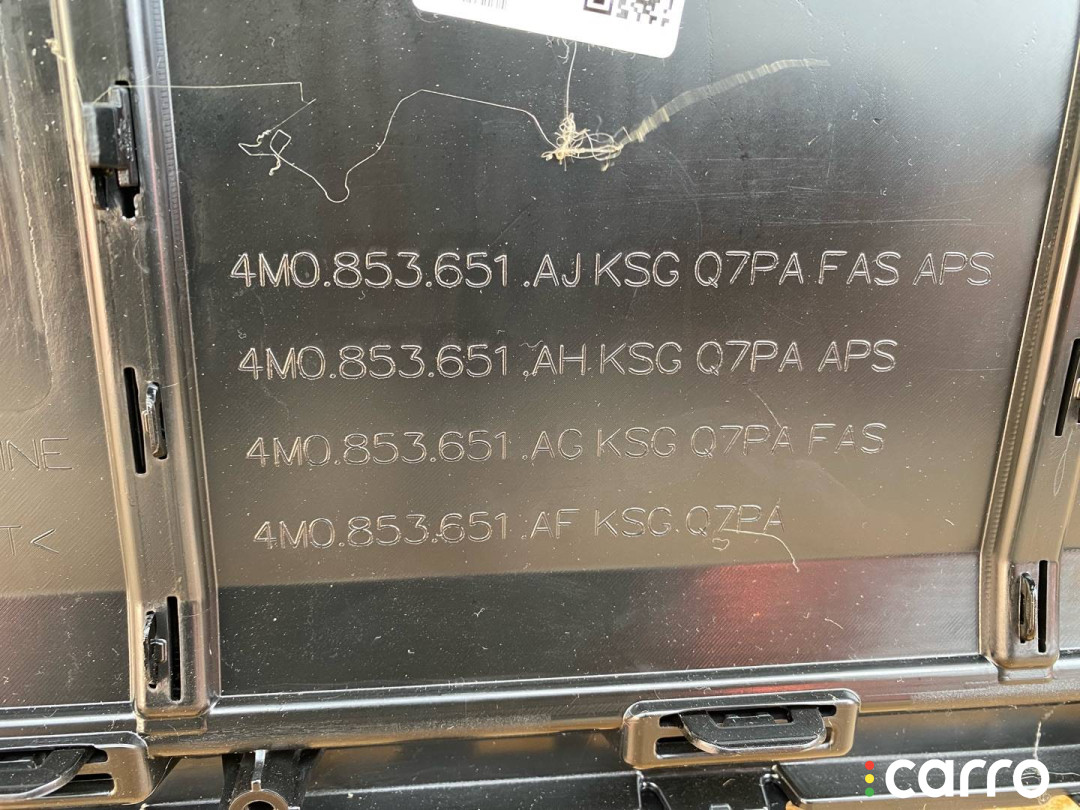 4M0.853.651.AJ KSG Q7PA FAS APS
4M0.853.651.AH KSG Q7PA APS
4M0.853.651.AG KSG Q7PA FAS
4M0.853.651.AF KSG Q7PA
INE
T<
carro